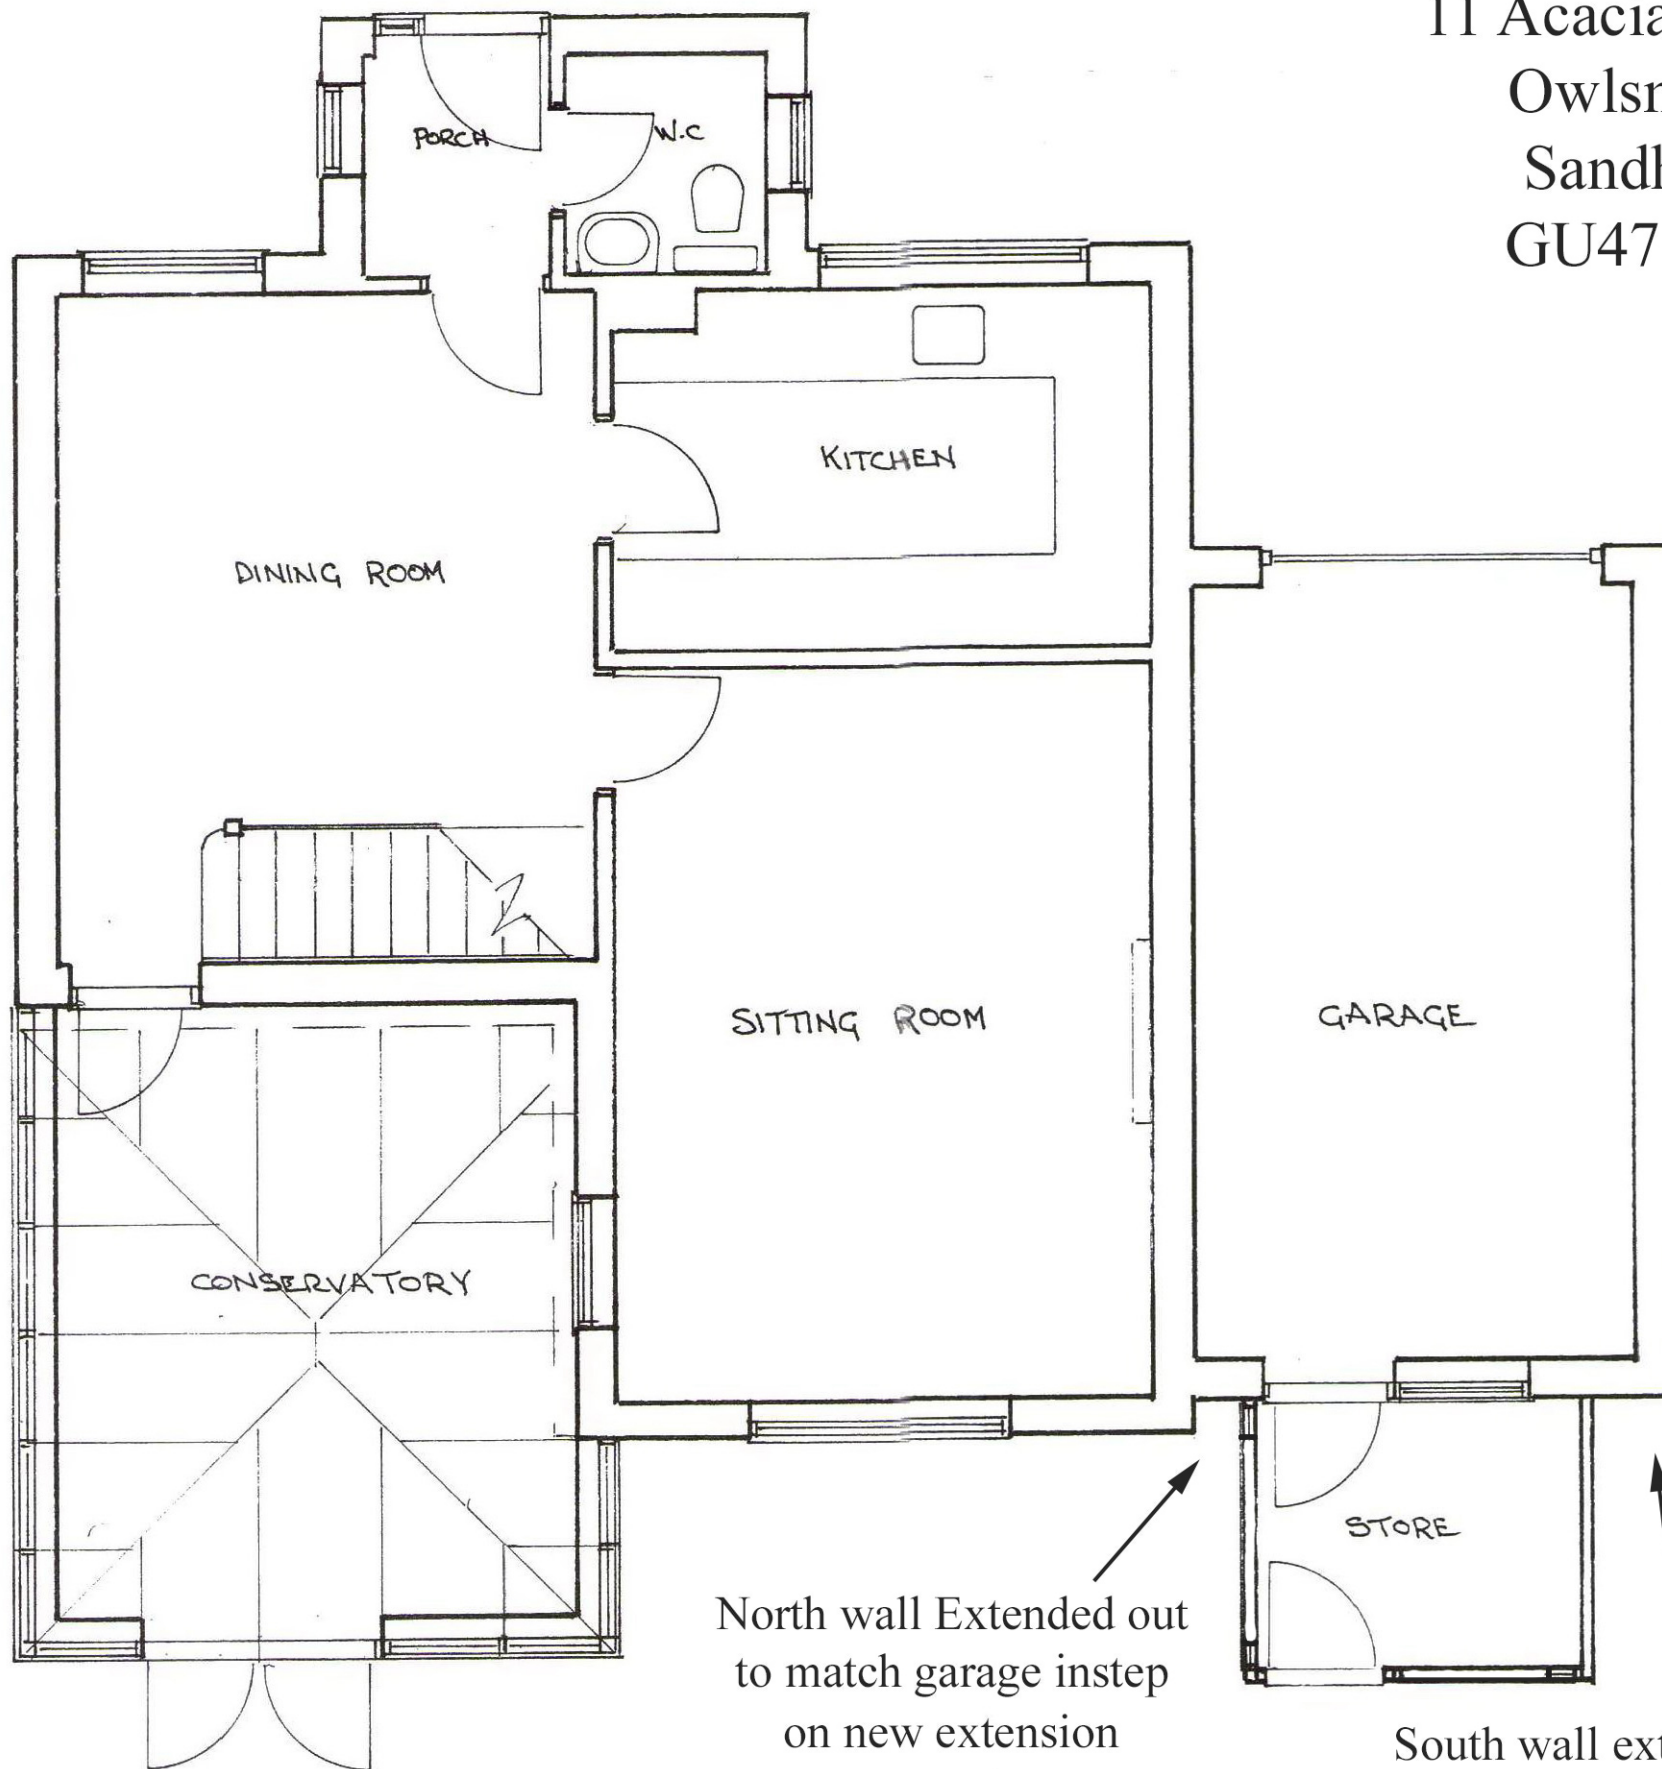 11 Acacia
Owlsm
Sandh
GU47
PORCH
W.C
KITCHEN
DINING ROOM
SITTING ROOM
GARAGE
CONSERVATORY
STORE
North wall Extended out
to match garage instep
on new extension
South wall ext